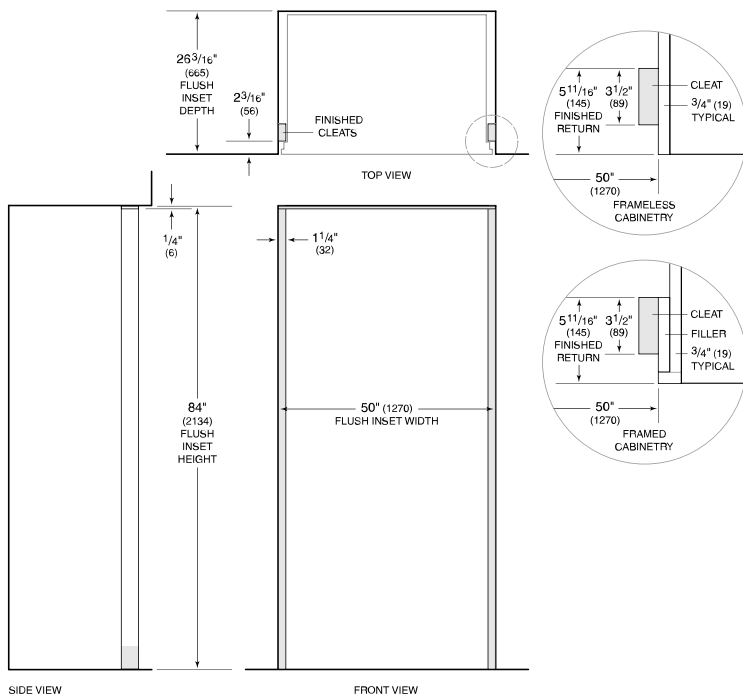 26 3/16"
(665)
FLUSH
INSET
DEPTH
2 3/16"
(56)
FINISHED
CLEATS
TOP VIEW
5 11/16"
(145)
FINISHED
RETURN
3 1/2"
(89)
CLEAT
3/4" (19)
TYPICAL
50"
(1270)
FRAMELESS
CABINETRY
1/4"
(6)
1 1/4"
(32)
84"
(2134)
FLUSH
INSET
HEIGHT
50" (1270)
FLUSH INSET WIDTH
5 11/16"
(145)
FINISHED
RETURN
3 1/2"
(89)
CLEAT
FILLER
3/4" (19)
TYPICAL
50"
(1270)
FRAMED
CABINETRY
SIDE VIEW
FRONT VIEW